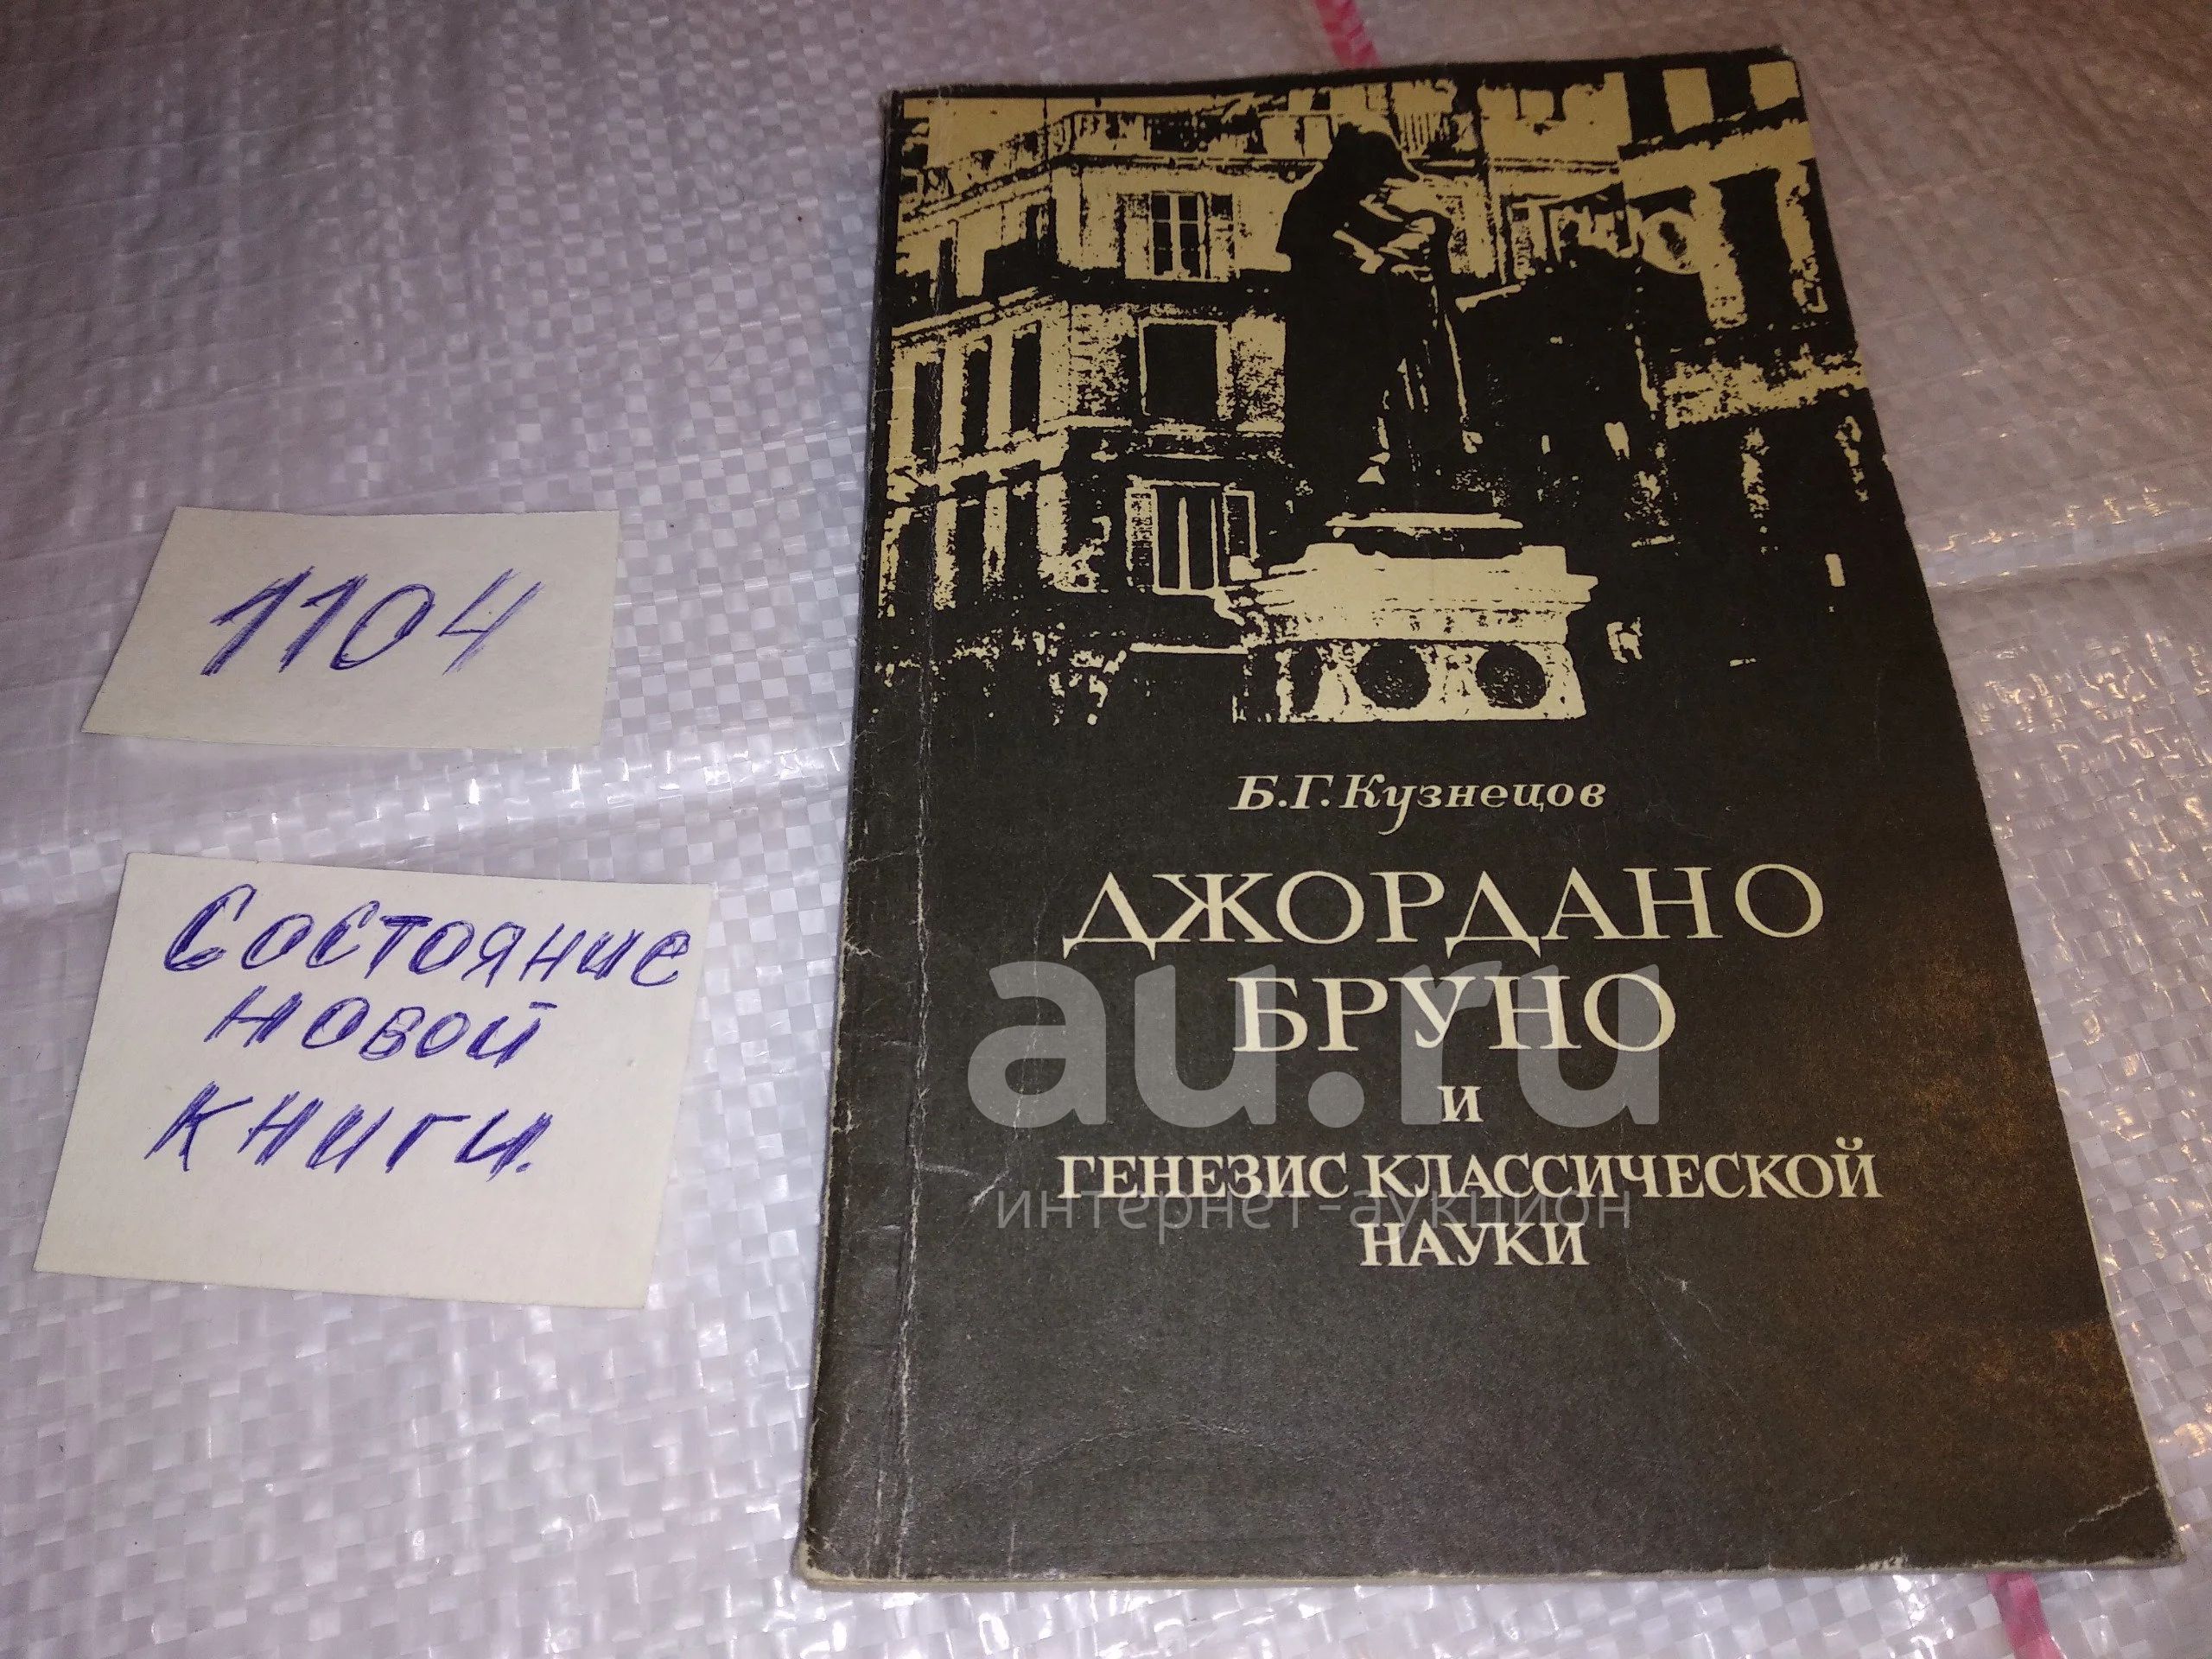 1104
Состояние
новой
книги.
Б.Г.Кузнецов
ДЖОРДАНО
БРУНО
и
ГЕНЕЗИС КЛАССИЧЕСКОЙ
НАУКИ
au.ru
интернет-аукцион